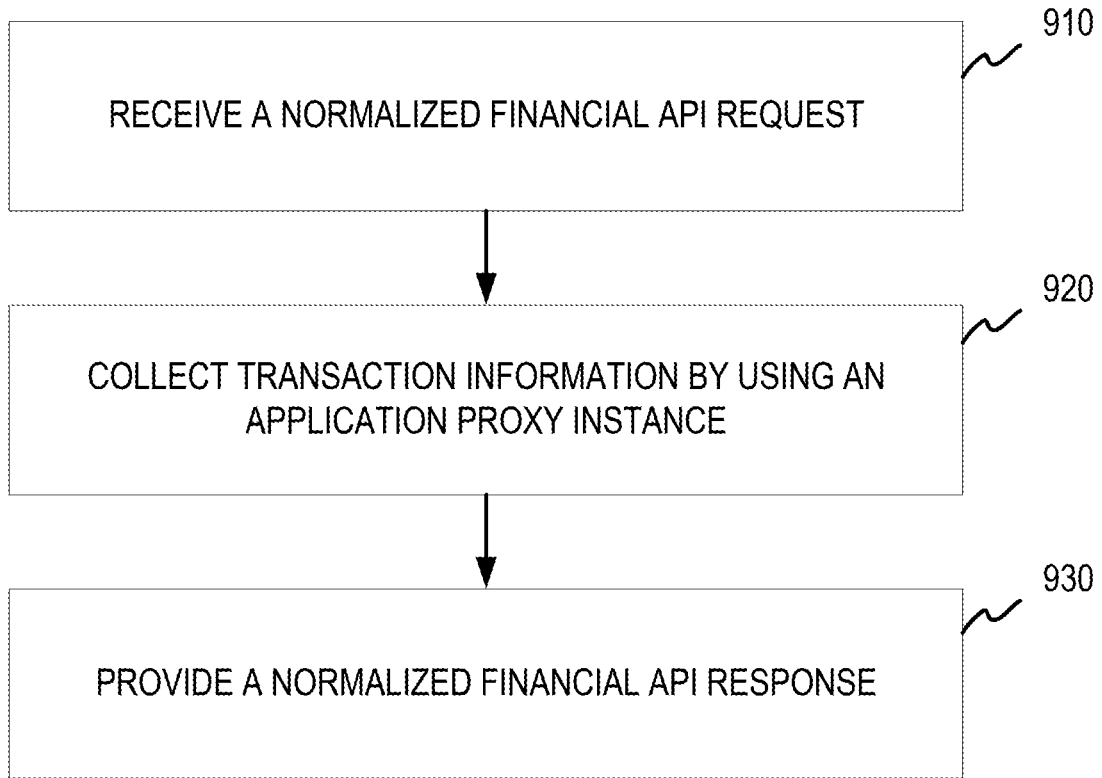 910
RECEIVE A NORMALIZED FINANCIAL API REQUEST
920
COLLECT TRANSACTION INFORMATION BY USING AN
APPLICATION PROXY INSTANCE
930
PROVIDE A NORMALIZED FINANCIAL API RESPONSE